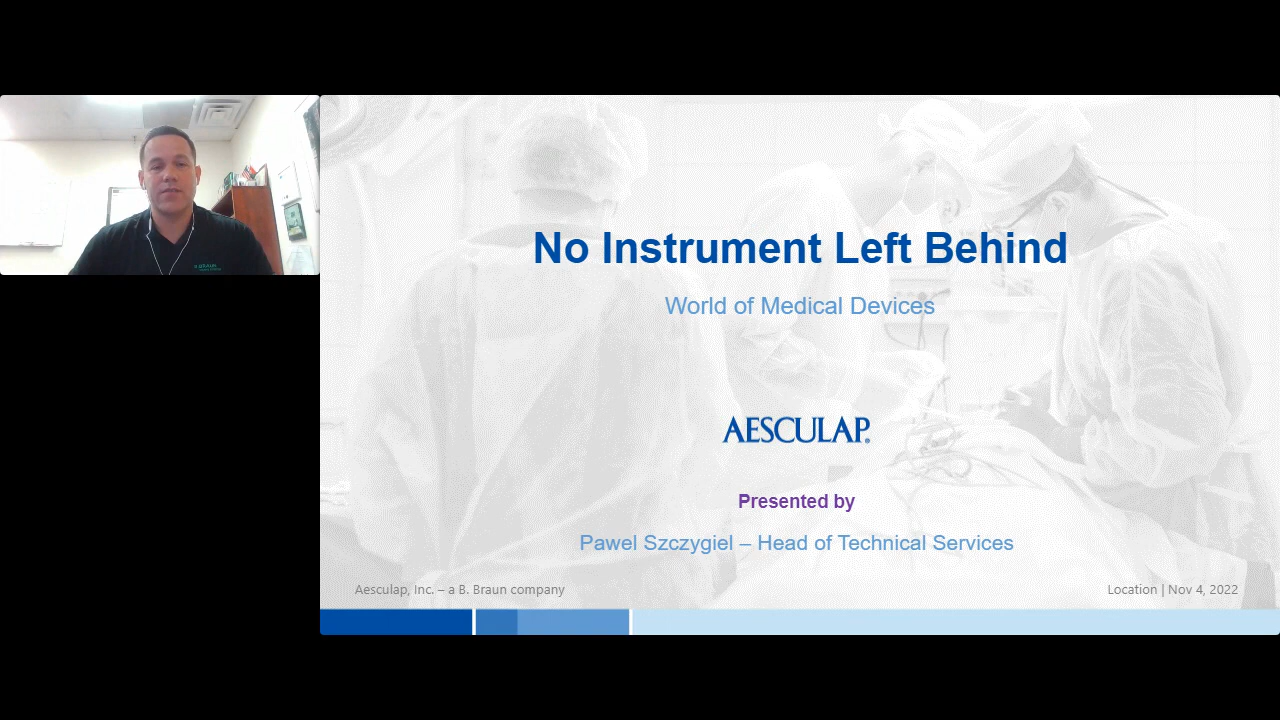 No Instrument Left Behind
World of Medical Devices
AESCULAP®
Presented by
Pawel Szczygiel – Head of Technical Services
Aesculap, Inc. – a B. Braun company
Location | Nov 4, 2022
B BRAUN